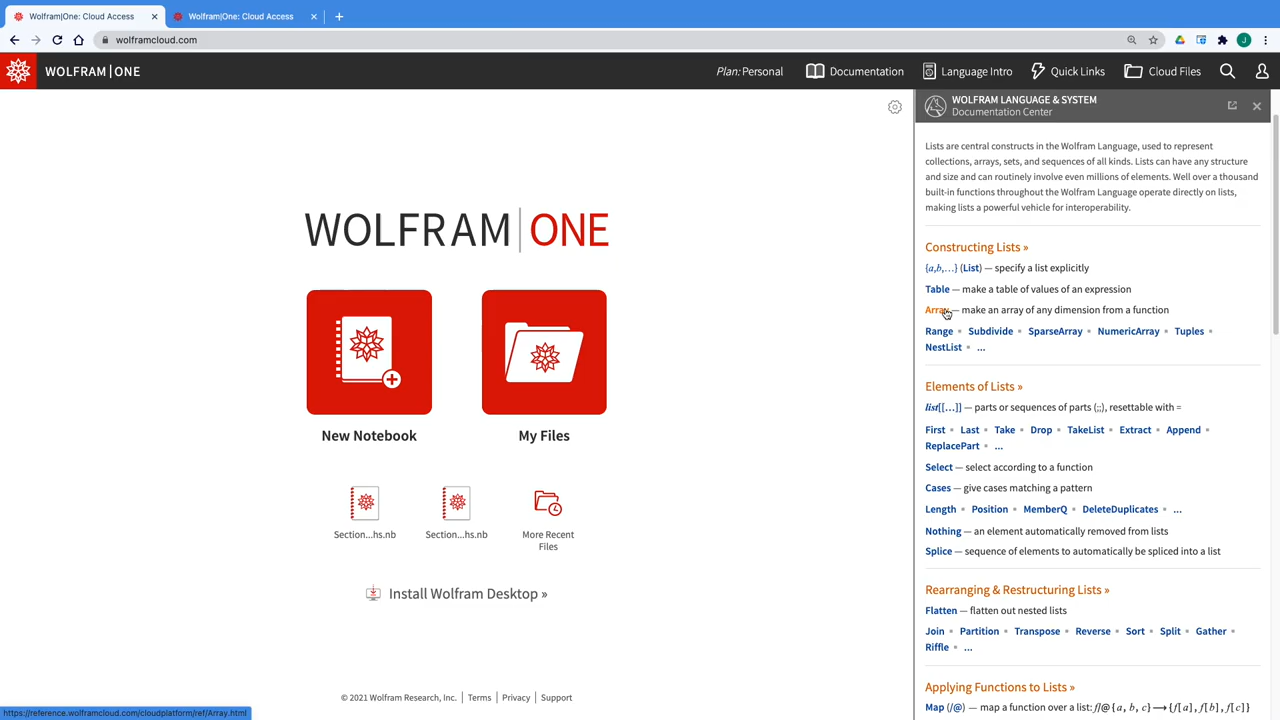 Wolfram|One: Cloud Access
Wolfram|One: Cloud Access
wolframcloud.com
J
WOLFRAM|ONE
Plan: Personal
Documentation
Language Intro
Quick Links
Cloud Files
WOLFRAM LANGUAGE & SYSTEM
Documentation Center
Lists are central constructs in the Wolfram Language, used to represent
collections, arrays, sets, and sequences of all kinds. Lists can have any structure
and size and can routinely involve even millions of elements. Well over a thousand
built-in functions throughout the Wolfram Language operate directly on lists,
making lists a powerful vehicle for interoperability.
Constructing Lists »
{a,b,…} (List) — specify a list explicitly
Table — make a table of values of an expression
Array — make an array of any dimension from a function
Range ▪ Subdivide ▪ SparseArray ▪ NumericArray ▪ Tuples ▪
NestList ▪ ...
Elements of Lists »
list[[…]] — parts or sequences of parts (;;), resettable with =
First ▪ Last ▪ Take ▪ Drop ▪ TakeList ▪ Extract ▪ Append ▪
ReplacePart ▪ ...
Select — select according to a function
Cases — give cases matching a pattern
Length ▪ Position ▪ MemberQ ▪ DeleteDuplicates ▪ ...
Nothing — an element automatically removed from lists
Splice — sequence of elements to automatically be spliced into a list
Rearranging & Restructuring Lists »
Flatten — flatten out nested lists
Join ▪ Partition ▪ Transpose ▪ Reverse ▪ Sort ▪ Split ▪ Gather ▪
Riffle ▪ ...
Applying Functions to Lists »
Map (/@) — map a function over a list: f/@{a, b, c}⟶{f[a], f[b], f[c]}
WOLFRAM|ONE
New Notebook
My Files
Section...hs.nb
Section...hs.nb
More Recent
Files
Install Wolfram Desktop »
© 2021 Wolfram Research, Inc. | Terms | Privacy | Support
https://reference.wolframcloud.com/cloudplatform/ref/Array.html